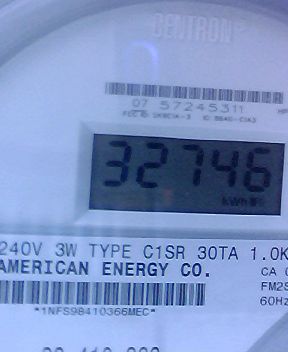 CENTRON
07 57245311
32746
kWh
240V 3W TYPE C1SR 30TA 1.0K
AMERICAN ENERGY CO.
CA
FM2S
60Hz
*1NFS98410366MEC*